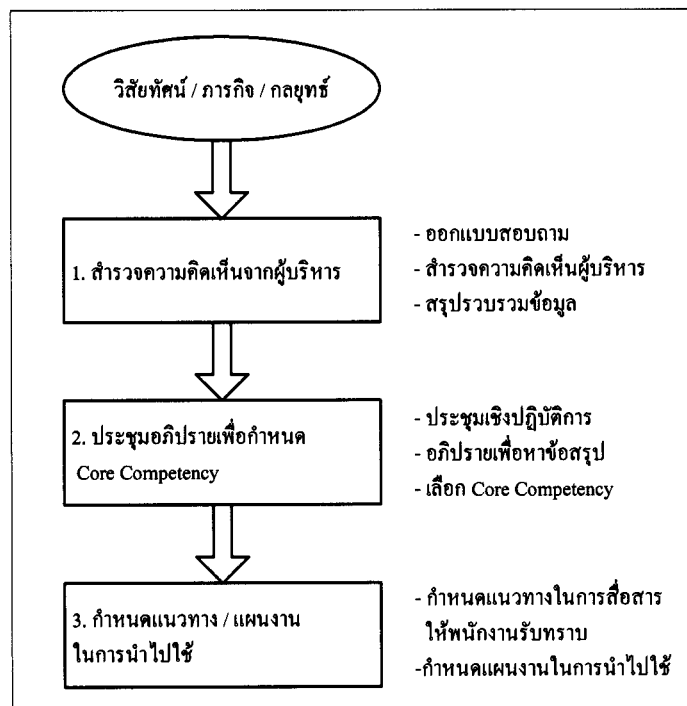 วิสัยทัศน์ / ภารกิจ / กลยุทธ์
1. สำรวจความคิดเห็นจากผู้บริหาร
- ออกแบบสอบถาม
- สำรวจความคิดเห็นผู้บริหาร
- สรุปรวบรวมข้อมูล
2. ประชุมอภิปรายเพื่อกำหนด
Core Competency
- ประชุมเชิงปฏิบัติการ
- อภิปรายเพื่อหาข้อสรุป
- เลือก Core Competency
3. กำหนดแนวทาง / แผนงาน
ในการนำไปใช้
- กำหนดแนวทางในการสื่อสาร
ให้พนักงานรับทราบ
-กำหนดแผนงานในการนำไปใช้